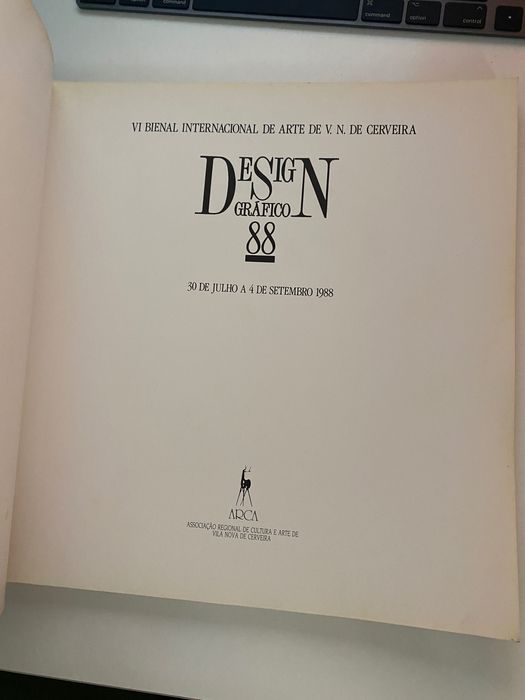 command
command
option
control
VI BIENAL INTERNACIONAL DE ARTE DE V. N. DE CERVEIRA
DESIGN
GRÁFICO
88
30 DE JULHO A 4 DE SETEMBRO 1988
ARCA
ASSOCIAÇÃO REGIONAL DE CULTURA E ARTE DE
VILA NOVA DE CERVEIRA